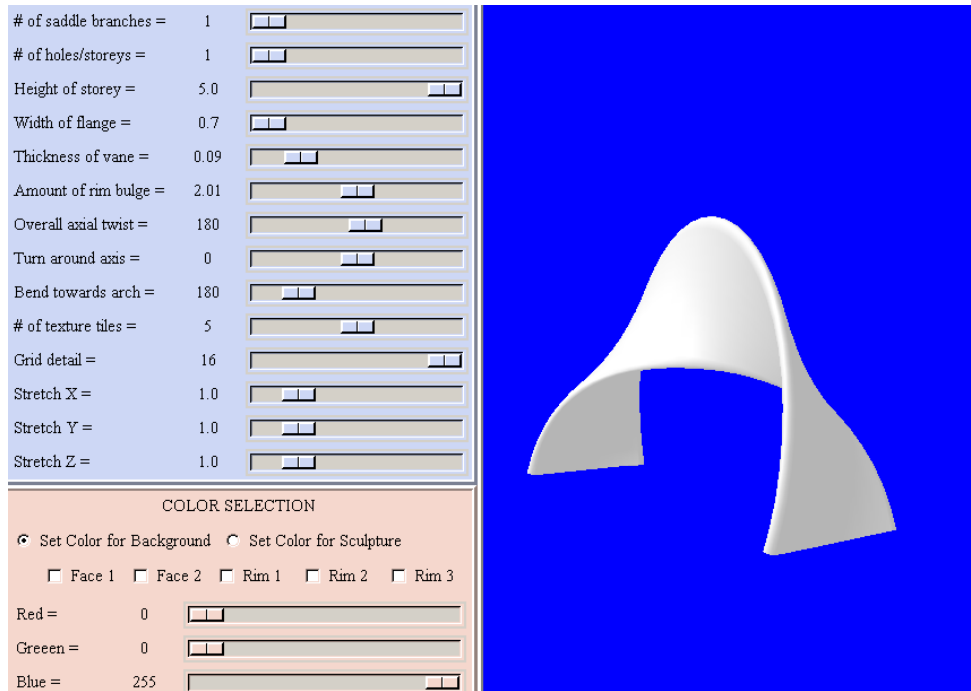 # of saddle branches = 1
# of holes/storeys = 1
Height of storey = 5.0
Width of flange = 0.7
Thickness of vane = 0.09
Amount of rim bulge = 2.01
Overall axial twist = 180
Turn around axis = 0
Bend towards arch = 180
# of texture tiles = 5
Grid detail = 16
Stretch X = 1.0
Stretch Y = 1.0
Stretch Z = 1.0
COLOR SELECTION
Set Color for Background Set Color for Sculpture
Face 1 Face 2 Rim 1 Rim 2 Rim 3
Red = 0
Greeen = 0
Blue = 255